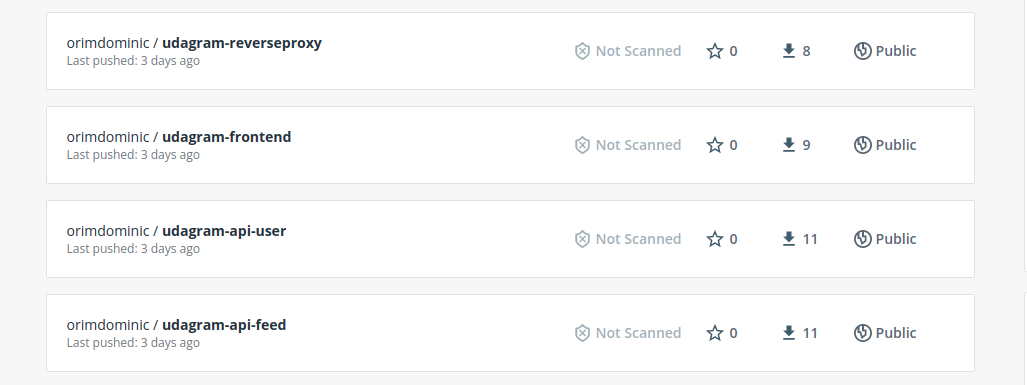 orimdominic / udagram-reverseproxy Not Scanned 0 8 Public
Last pushed: 3 days ago
orimdominic / udagram-frontend Not Scanned 0 9 Public
Last pushed: 3 days ago
orimdominic / udagram-api-user Not Scanned 0 11 Public
Last pushed: 3 days ago
orimdominic / udagram-api-feed Not Scanned 0 11 Public
Last pushed: 3 days ago